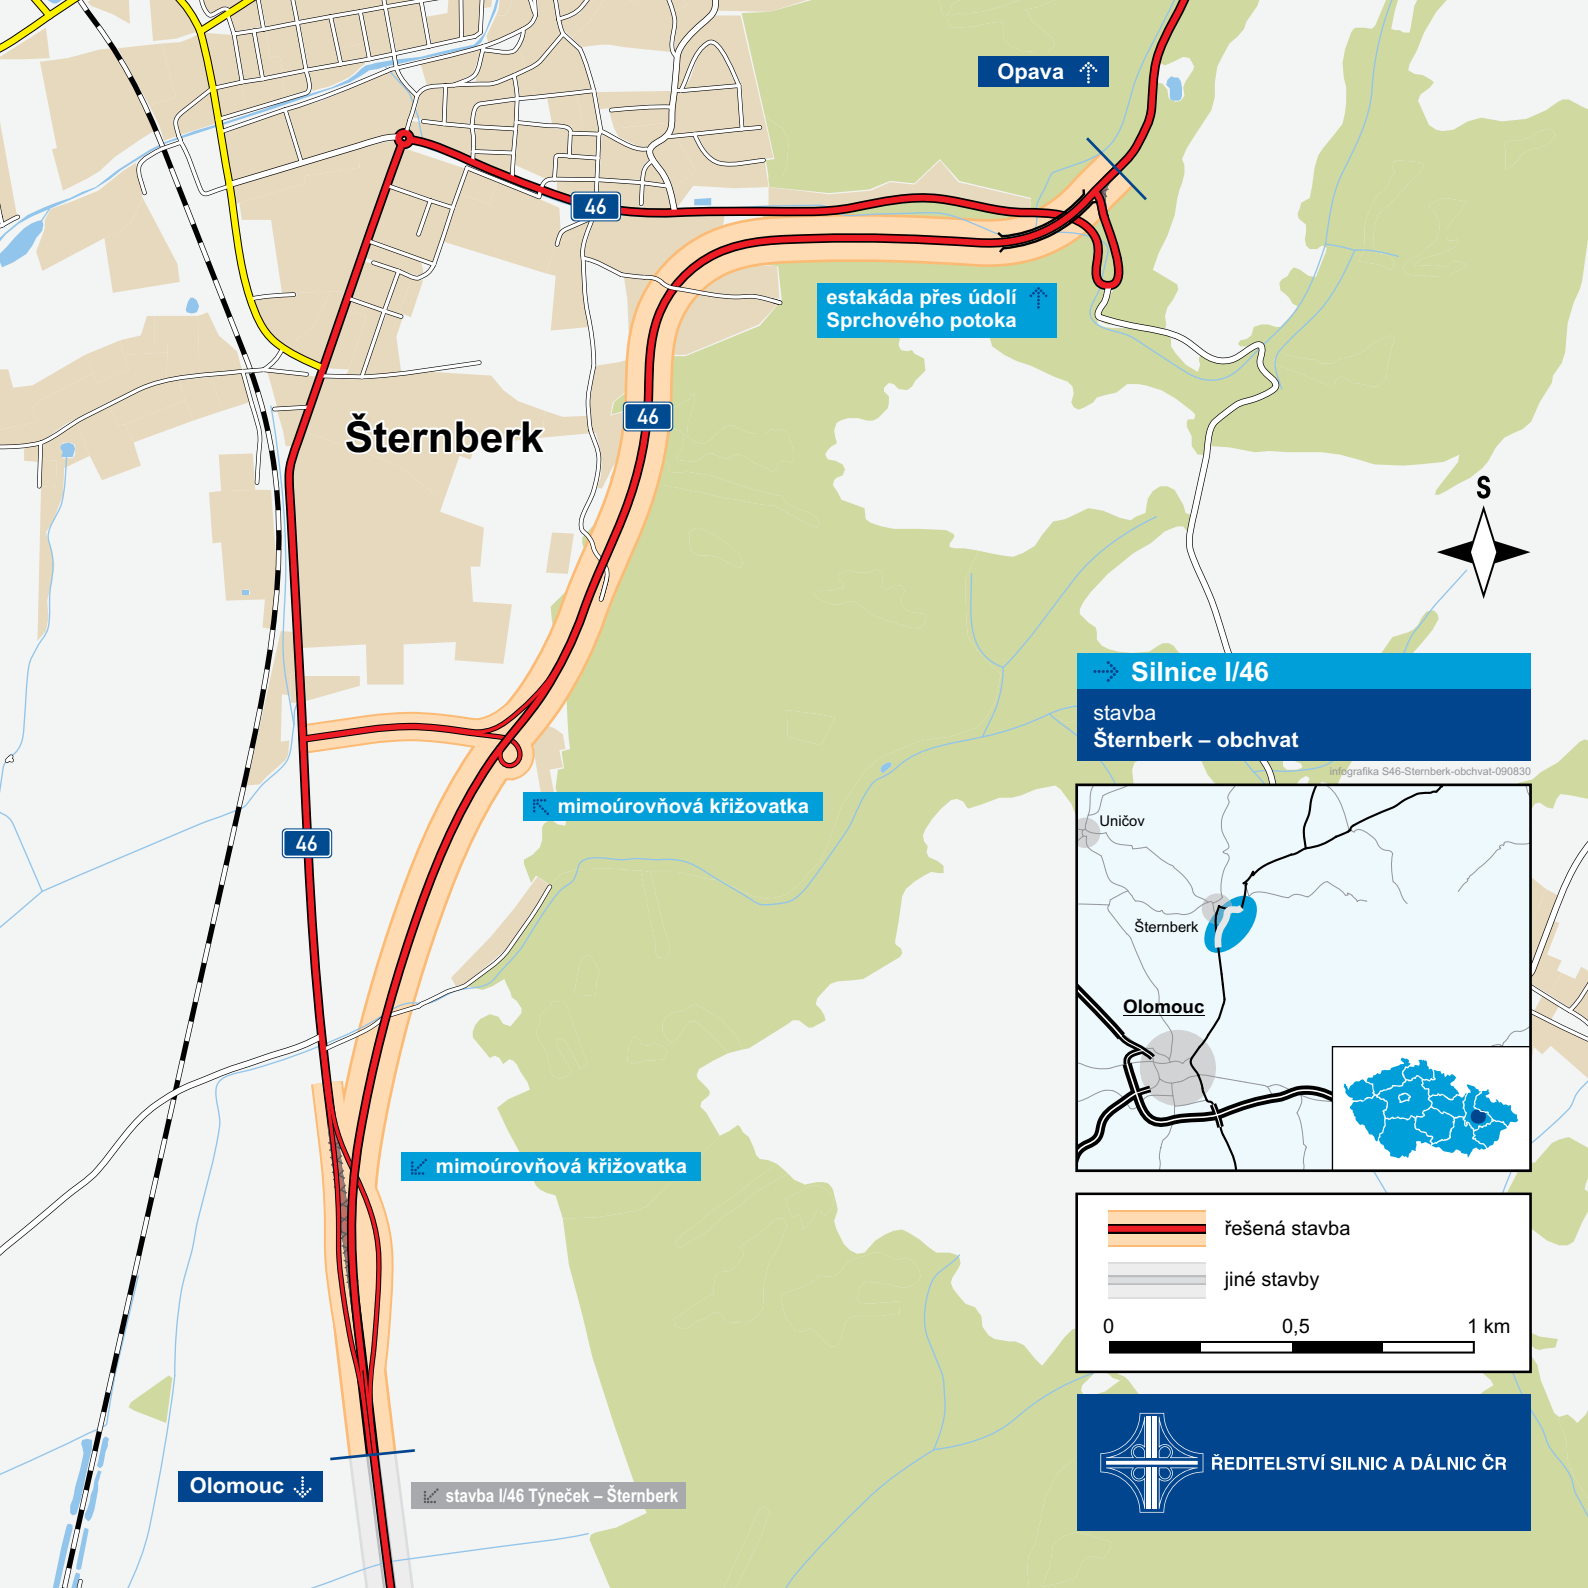 Opava
46
estakáda přes údolí
Sprchového potoka
46
Šternberk
S
Silnice I/46
stavba
Šternberk – obchvat
infografika S46-Sternberk-obchvat-090830
mimoúrovňová křižovatka
46
Uničov
Šternberk
Olomouc
mimoúrovňová křižovatka
řešená stavba
jiné stavby
0 0,5 1 km
Olomouc
stavba I/46 Týneček – Šternberk
ŘEDITELSTVÍ SILNIC A DÁLNIC ČR